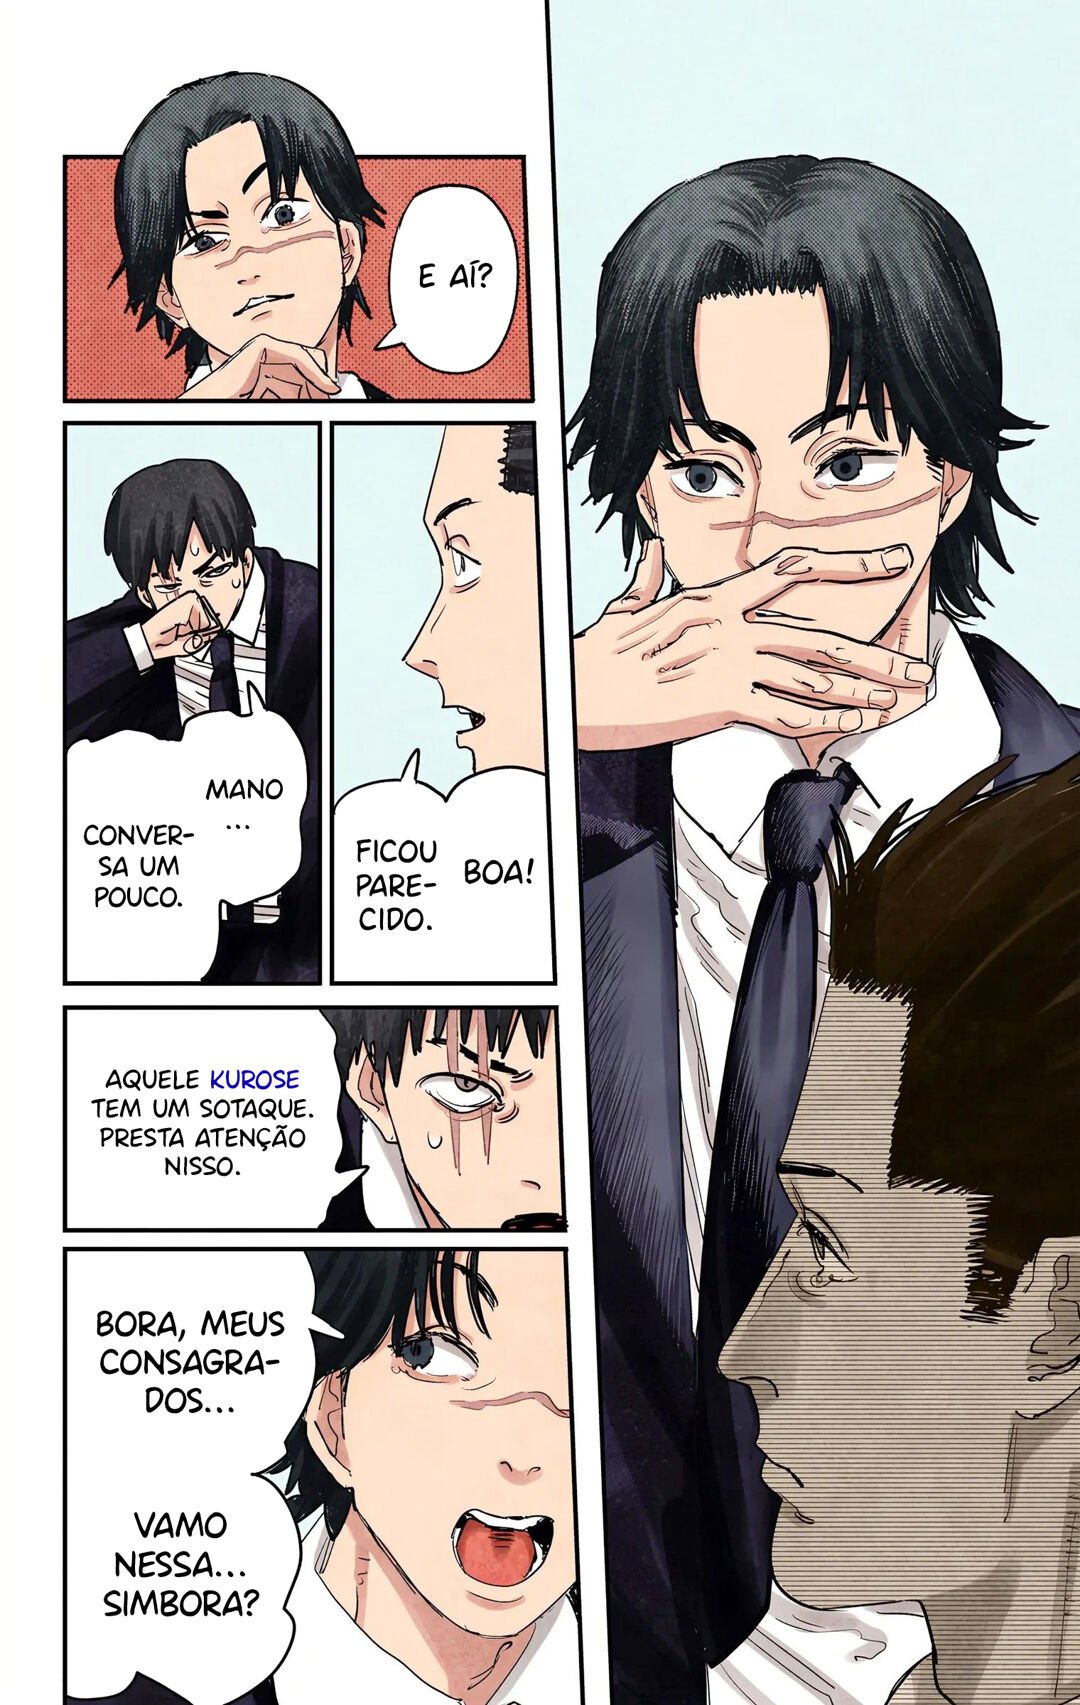 E AÍ?
BOA!
FICOU
PARE-
CIDO.
MANO
...
CONVER-
SA UM
POUCO.
AQUELE KUROSE
TEM UM SOTAQUE.
PRESTA ATENÇÃO
NISSO.
BORA, MEUS
CONSAGRA-
DOS...
VAMO
NESSA...
SIMBORA?